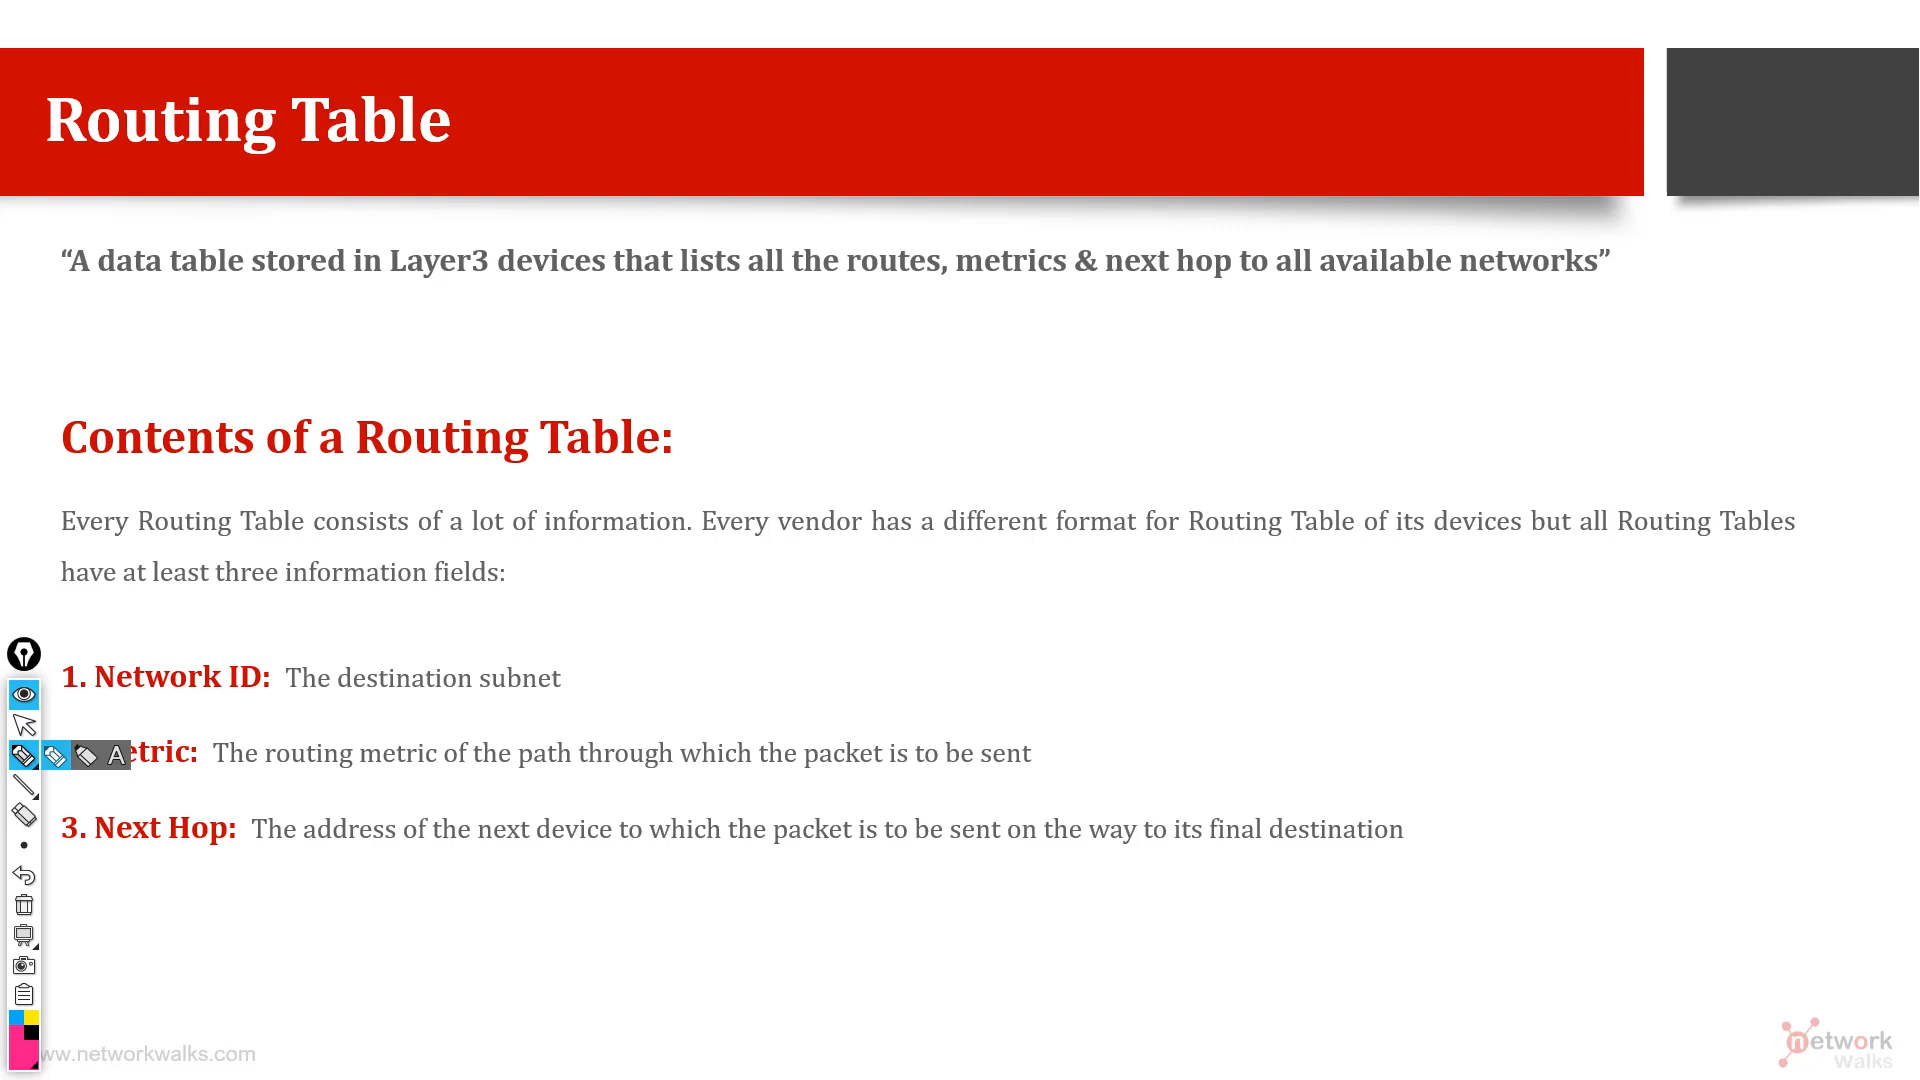 Routing Table
“A data table stored in Layer3 devices that lists all the routes, metrics & next hop to all available networks”
Contents of a Routing Table:
Every Routing Table consists of a lot of information. Every vendor has a different format for Routing Table of its devices but all Routing Tables
have at least three information fields:
1. Network ID: The destination subnet
A etric: The routing metric of the path through which the packet is to be sent
3. Next Hop: The address of the next device to which the packet is to be sent on the way to its final destination
ww.networkwalks.com
network
Walks